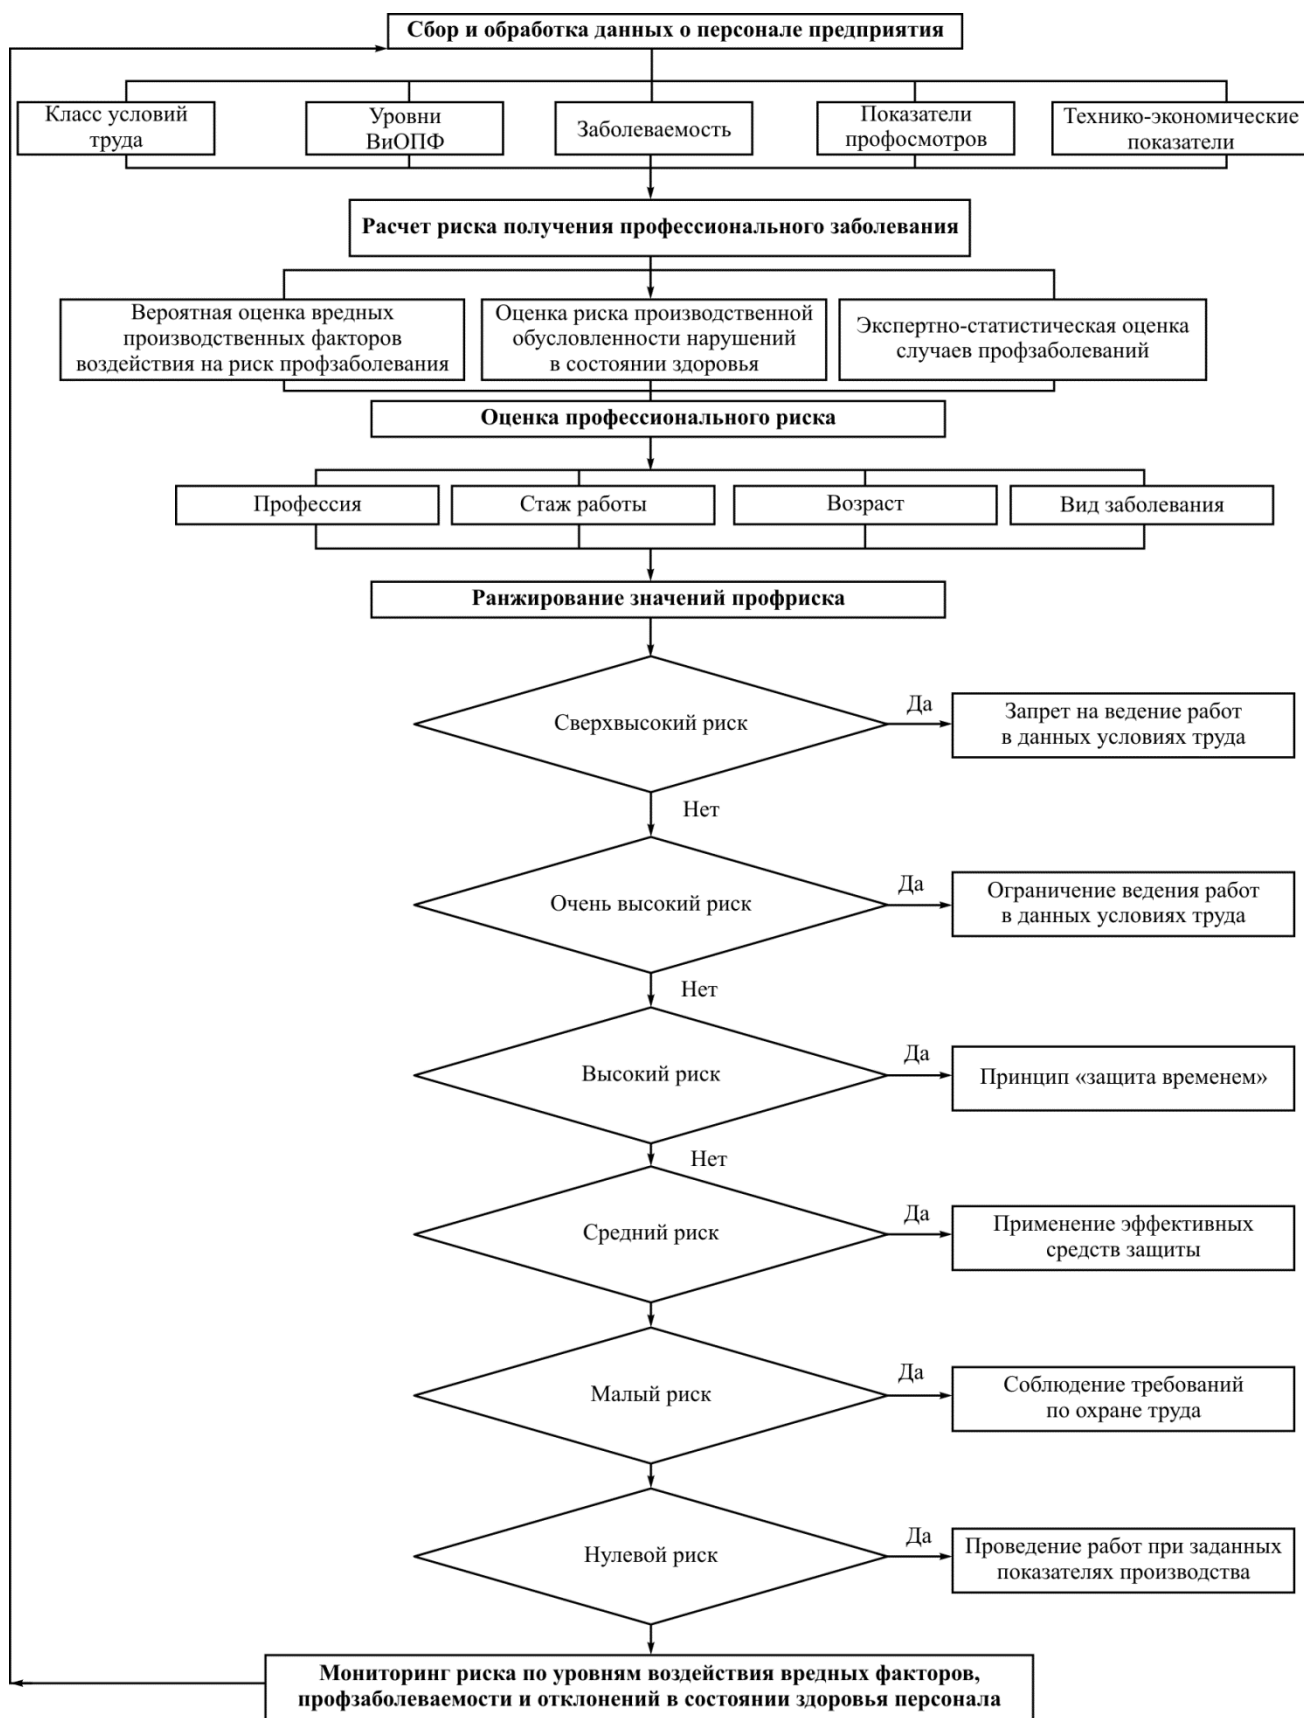 Сбор и обработка данных о персонале предприятия
Класс условий
труда
Уровни
ВиОПФ
Заболеваемость
Показатели
профосмотров
Технико-экономические
показатели
Расчет риска получения профессионального заболевания
Вероятная оценка вредных
производственных факторов
воздействия на риск профзаболевания
Оценка риска производственной
обусловленности нарушений
в состоянии здоровья
Экспертно-статистическая оценка
случаев профзаболеваний
Оценка профессионального риска
Профессия
Стаж работы
Возраст
Вид заболевания
Ранжирование значений профриска
Сверхвысокий риск
Да
Запрет на ведение работ
в данных условиях труда
Нет
Очень высокий риск
Да
Ограничение ведения работ
в данных условиях труда
Нет
Высокий риск
Да
Принцип «защита временем»
Нет
Средний риск
Да
Применение эффективных
средств защиты
Малый риск
Да
Соблюдение требований
по охране труда
Нулевой риск
Да
Проведение работ при заданных
показателях производства
Мониторинг риска по уровням воздействия вредных факторов,
профзаболеваемости и отклонений в состоянии здоровья персонала